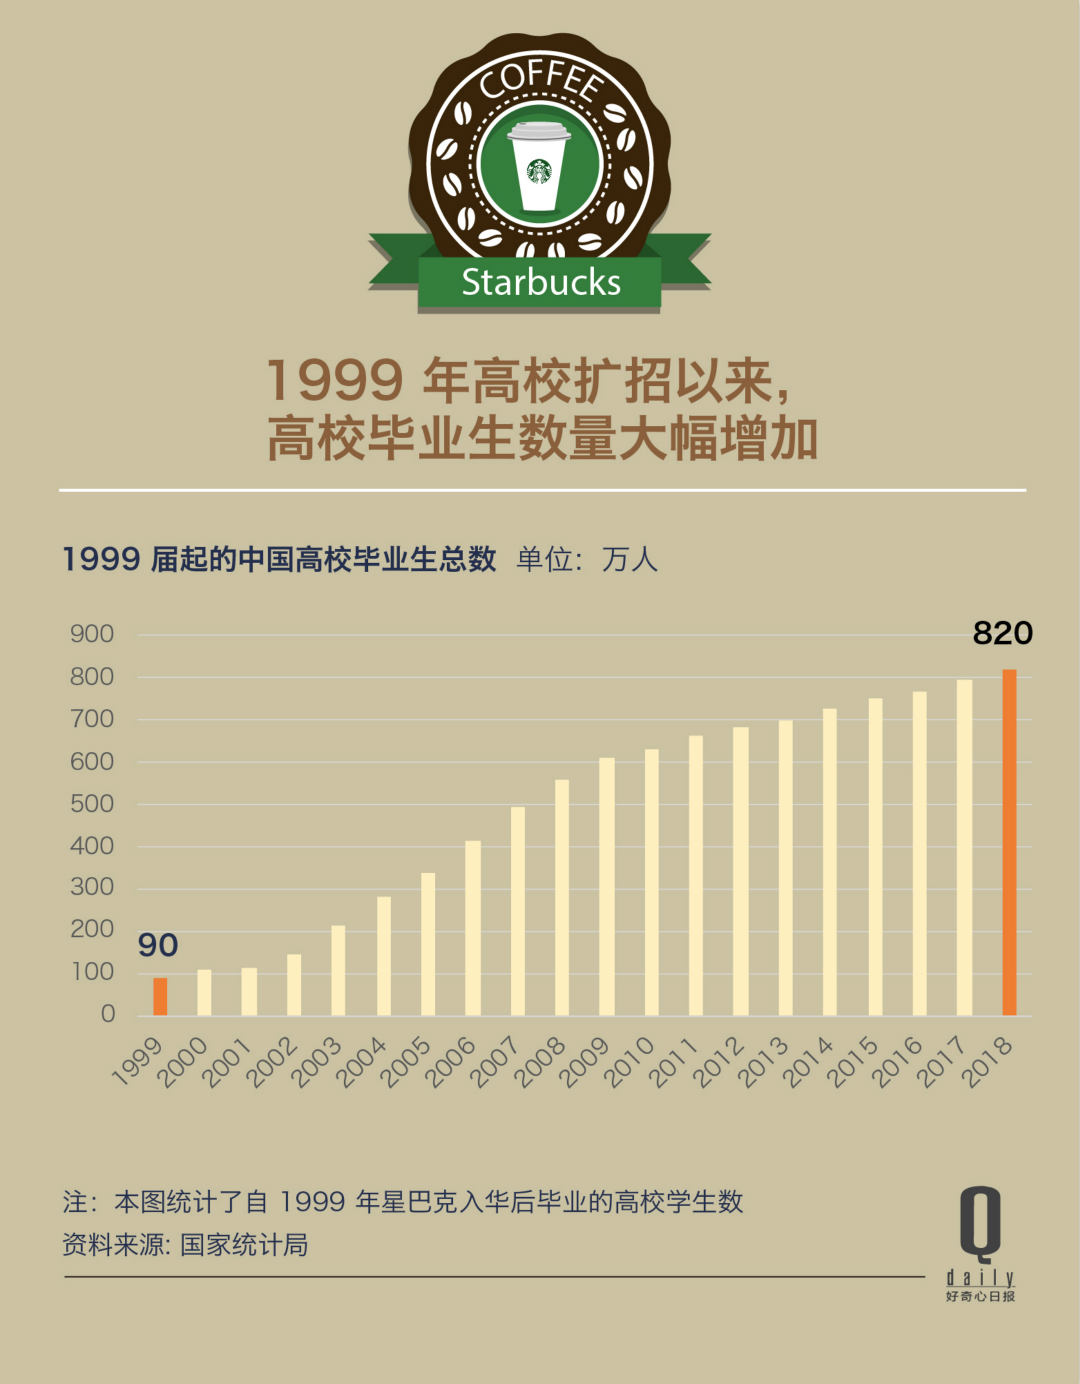 COFFEE
Starbucks
1999 年高校扩招以来，
高校毕业生数量大幅增加
1999 届起的中国高校毕业生总数 单位：万人
900
820
800
700
600
500
400
300
200
90
100
0
1999 2000 2001 2002 2003 2004 2005 2006 2007 2008 2009 2010 2011 2012 2013 2014 2015 2016 2017 2018
注：本图统计了自 1999 年星巴克入华后毕业的高校学生数
资料来源: 国家统计局
Q
daily
好奇心日报